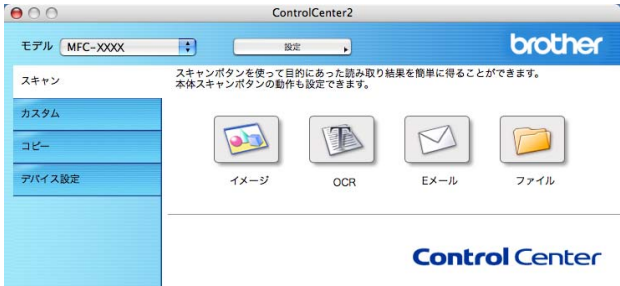 ControlCenter2
モデル MFC-XXXX 設定 brother
スキャン
スキャンボタンを使って目的にあった読み取り結果を簡単に得ることができます。
本体スキャンボタンの動作も設定できます。
カスタム
コピー
デバイス設定
イメージ OCR Eメール ファイル
Control Center